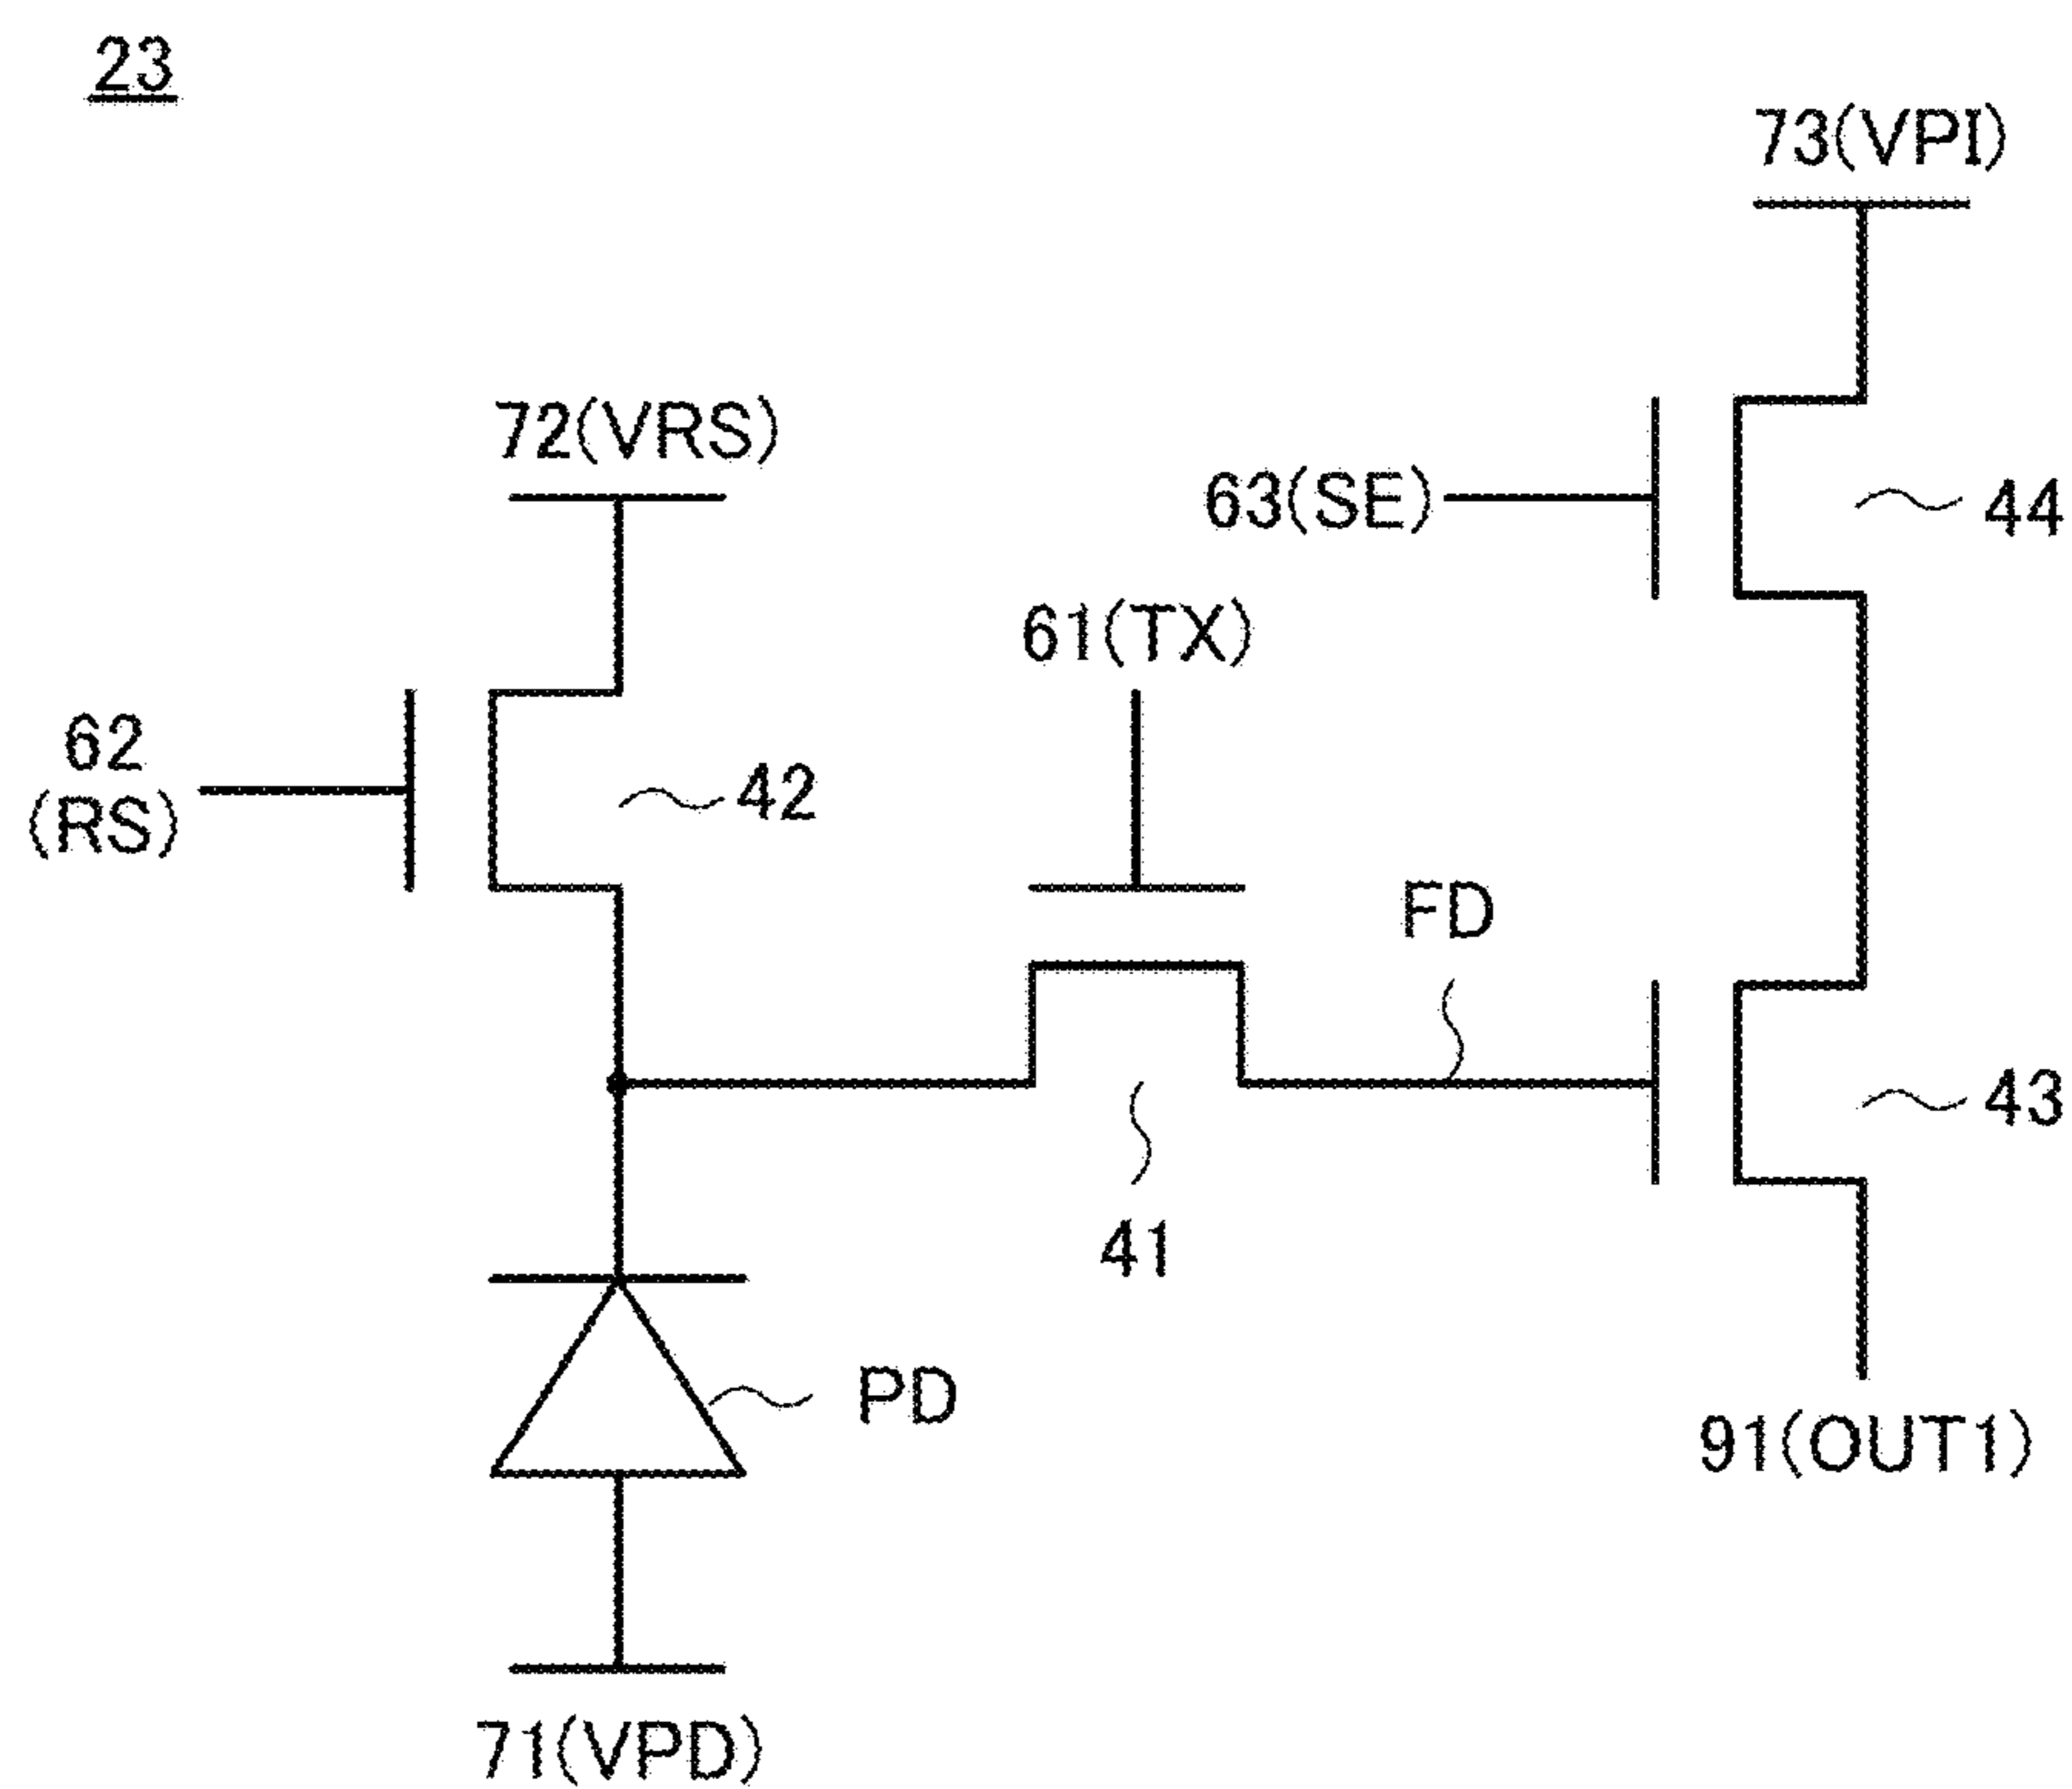 23
73(VPI)
72(VRS)
63(SE)
44
61(TX)
62
(RS)
42
FD
43
41
PD
91(OUT1)
71(VPD)